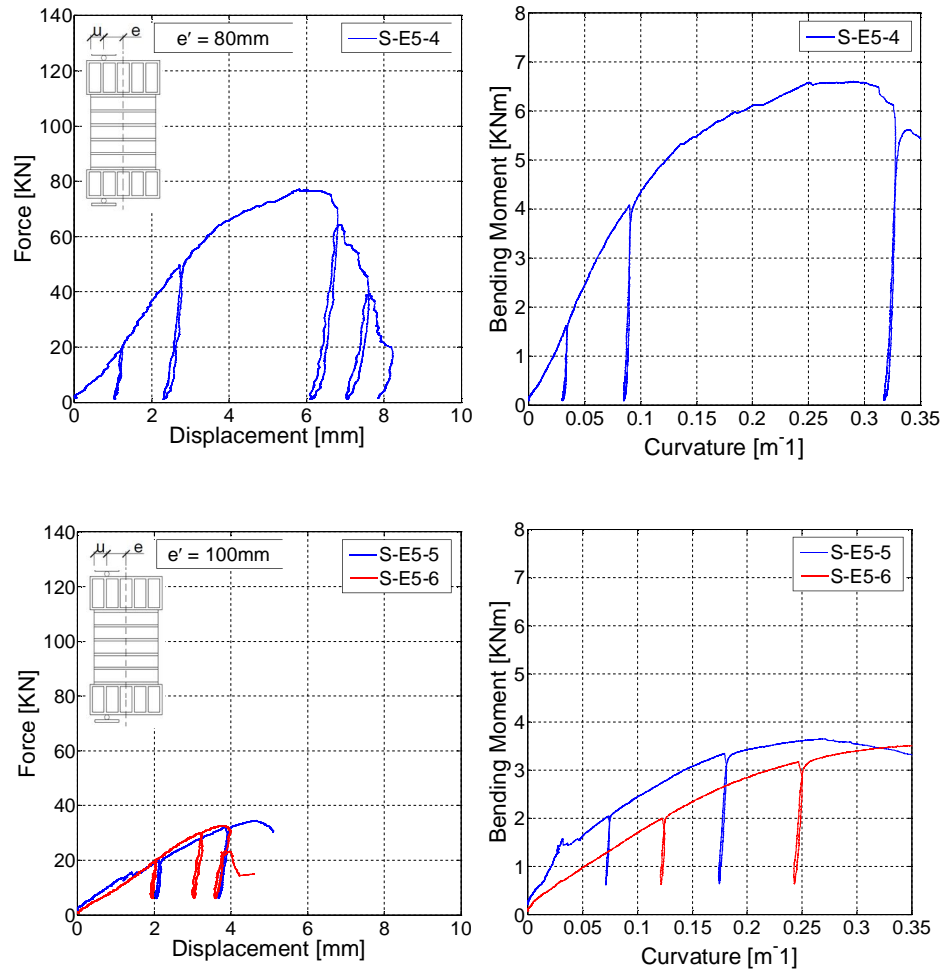 u e
e′ = 80mm
S-E5-4
140
120
100
80
60
40
20
0
0 2 4 6 8 10
Force [KN]
Displacement [mm]
S-E5-4
8
7
6
5
4
3
2
1
0
0 0.05 0.1 0.15 0.2 0.25 0.3 0.35
Bending Moment [KNm]
Curvature [m-1]
u e
e′ = 100mm
S-E5-5
S-E5-6
140
120
100
80
60
40
20
0
0 2 4 6 8 10
Force [KN]
Displacement [mm]
S-E5-5
S-E5-6
8
7
6
5
4
3
2
1
0
0 0.05 0.1 0.15 0.2 0.25 0.3 0.35
Bending Moment [KNm]
Curvature [m-1]